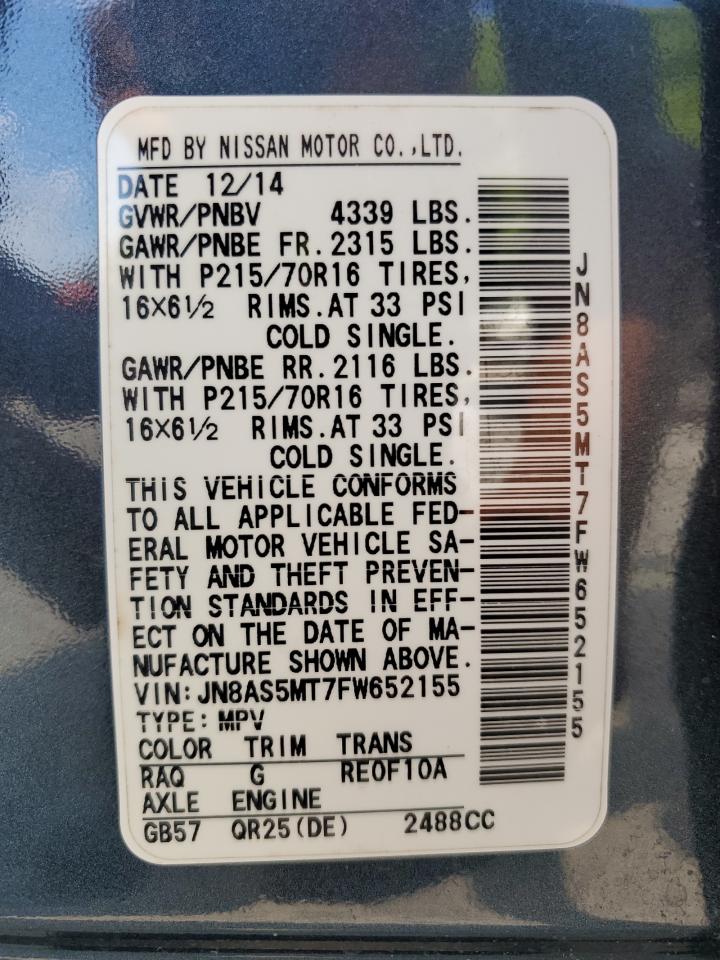 MFD BY NISSAN MOTOR CO.,LTD.
DATE 12/14
GVWR/PNBV 4339 LBS.
GAWR/PNBE FR. 2315 LBS.
WITH P215/70R16 TIRES,
16×6½ RIMS. AT 33 PSI
COLD SINGLE.
GAWR/PNBE RR. 2116 LBS.
WITH P215/70R16 TIRES,
16×6½ RIMS. AT 33 PSI
COLD SINGLE.
THIS VEHICLE CONFORMS
TO ALL APPLICABLE FED-
ERAL MOTOR VEHICLE SA-
FETY AND THEFT PREVEN-
TION STANDARDS IN EFF-
ECT ON THE DATE OF MA-
NUFACTURE SHOWN ABOVE.
VIN: JN8AS5MT7FW652155
TYPE: MPV
COLOR TRIM TRANS
RAQ G RE0F10A
AXLE ENGINE
GB57 QR25(DE) 2488CC
JN8AS5MT7FW652155